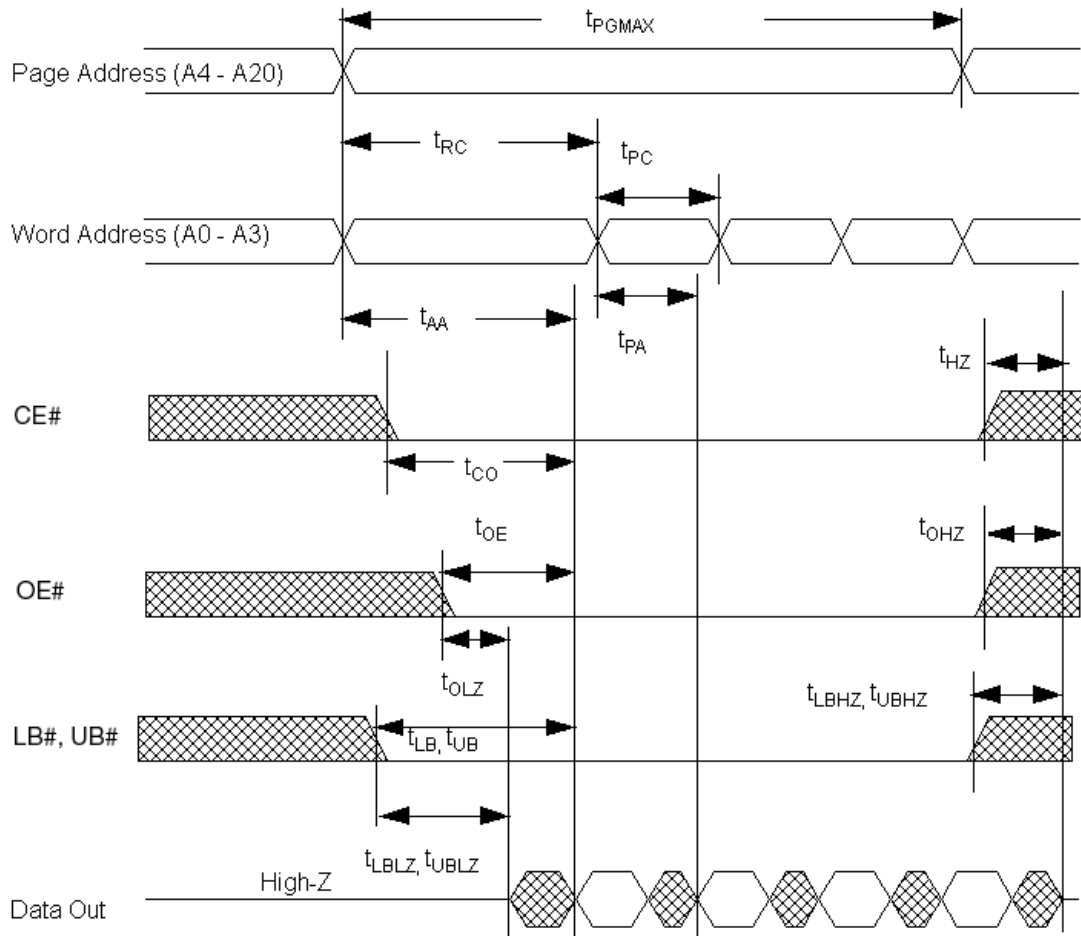 tPGMAX
Page Address (A4 - A20)
tRC
tPC
Word Address (A0 - A3)
tAA
tPA
tHZ
CE#
tCO
tOE
tOHZ
OE#
tOLZ
tLBHZ, tUBHZ
LB#, UB#
tLB, tUB
tLBLZ, tUBLZ
High-Z
Data Out